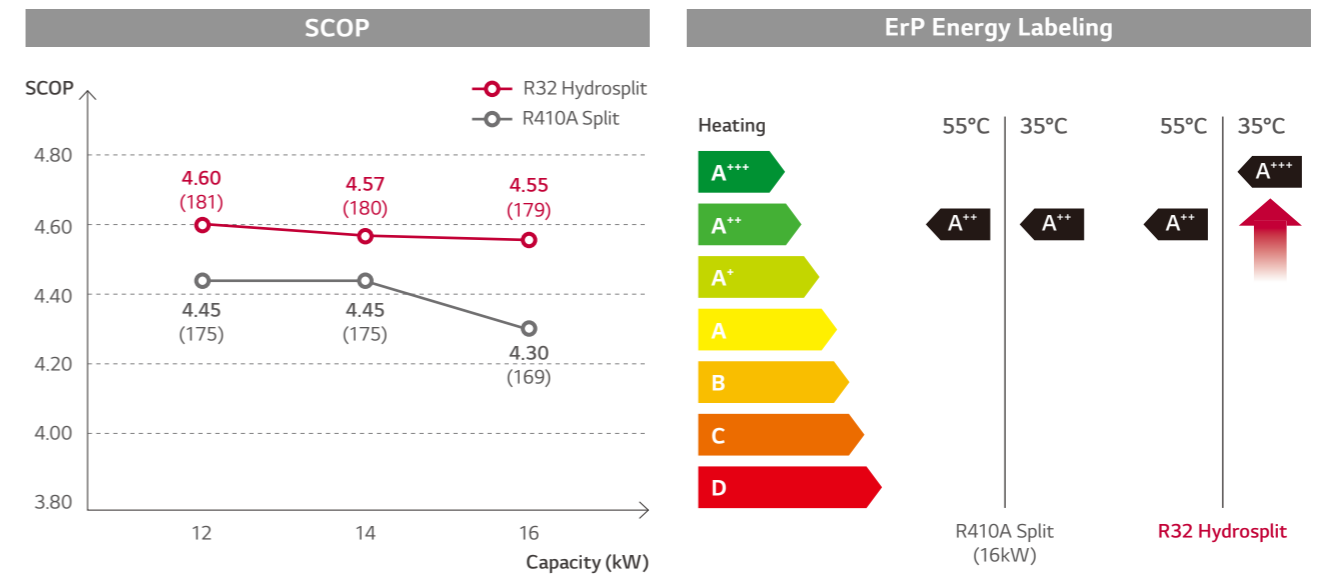 SCOP
SCOP
R32 Hydrosplit
R410A Split
4.80
4.60
4.40
4.20
4.00
3.80
4.60
(181)
4.57
(180)
4.55
(179)
4.45
(175)
4.45
(175)
4.30
(169)
12 14 16
Capacity (kW)
ErP Energy Labeling
Heating 55°C 35°C 55°C 35°C
A+++ A+++
A++ A++ A++ A++
A+
A
B
C
D
R410A Split
(16kW)
R32 Hydrosplit